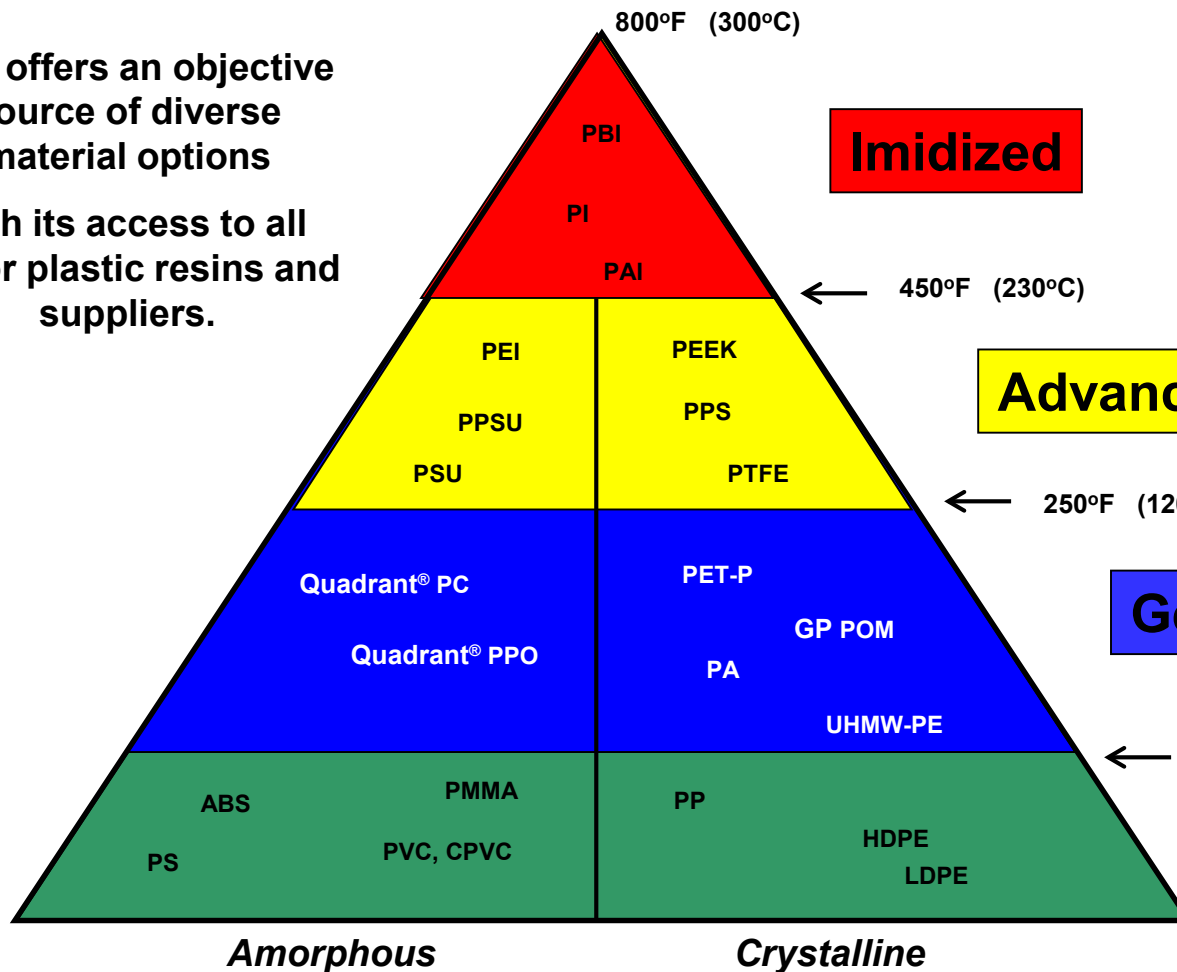 800°F (300°C)
offers an objective
ource of diverse
material options
h its access to all
r plastic resins and
suppliers.
PBI
Imidized
PI
PAI
450°F (230°C)
PEI
PEEK
Advanc
PPSU
PPS
PSU
PTFE
250°F (12
Quadrant® PC
PET-P
GP POM
Quadrant® PPO
PA
UHMW-PE
ABS
PMMA
PP
PS
PVC, CPVC
HDPE
LDPE
Amorphous
Crystalline